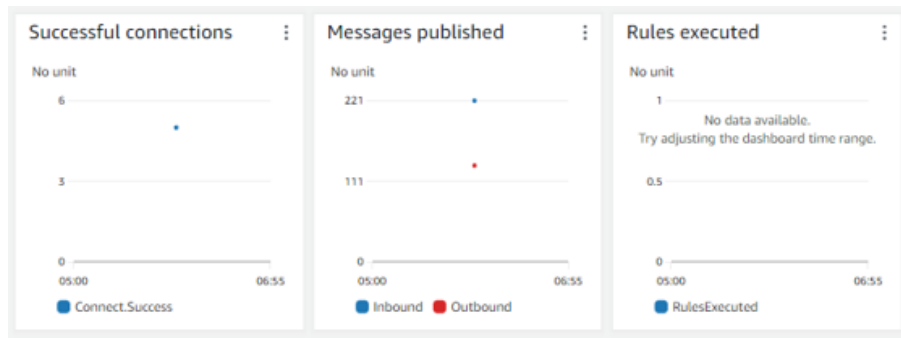 Successful connections
No unit
6
3
0
05:00 06:55
Connect.Success
Messages published
No unit
221
111
0
05:00 06:55
Inbound Outbound
Rules executed
No unit
1
No data available.
Try adjusting the dashboard time range.
0.5
0
05:00 06:55
RulesExecuted